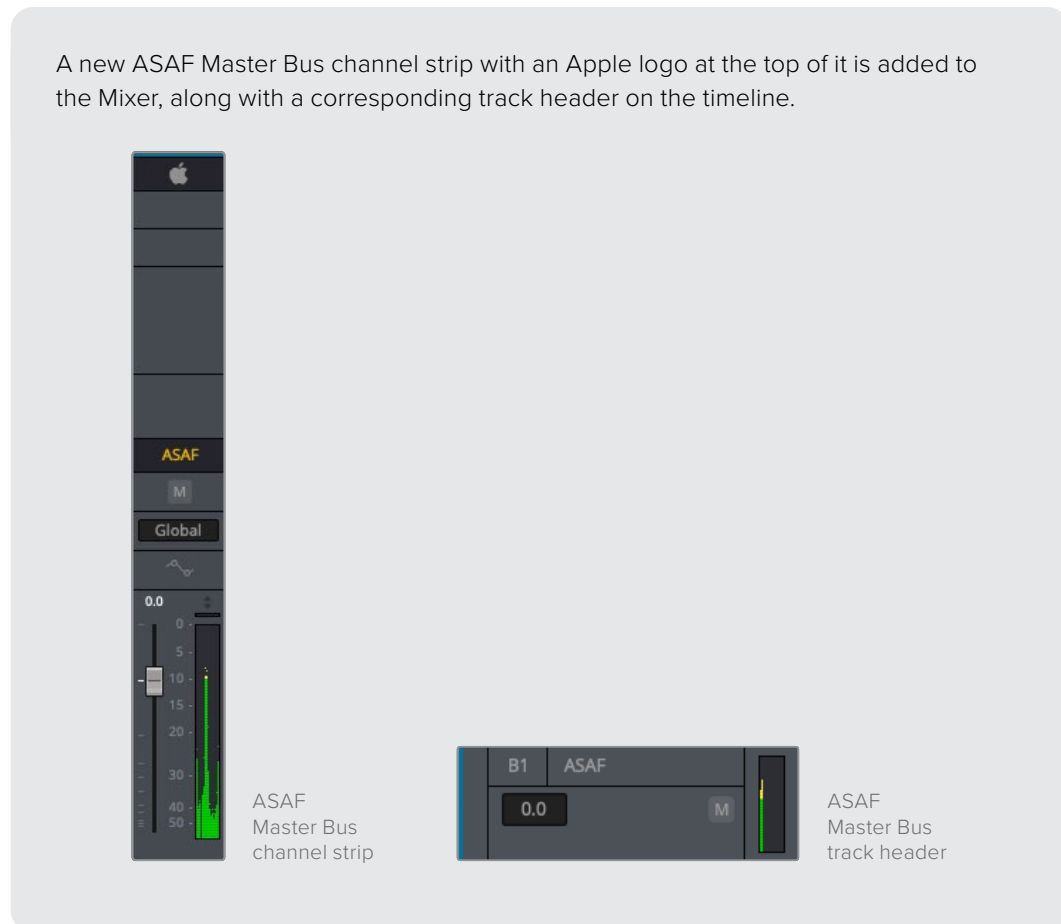 A new ASAF Master Bus channel strip with an Apple logo at the top of it is added to
the Mixer, along with a corresponding track header on the timeline.
ASAF
M
Global
0.0
0
5
10
15
20
30
40
50
ASAF
Master Bus
channel strip
B1 ASAF
0.0 M
ASAF
Master Bus
track header